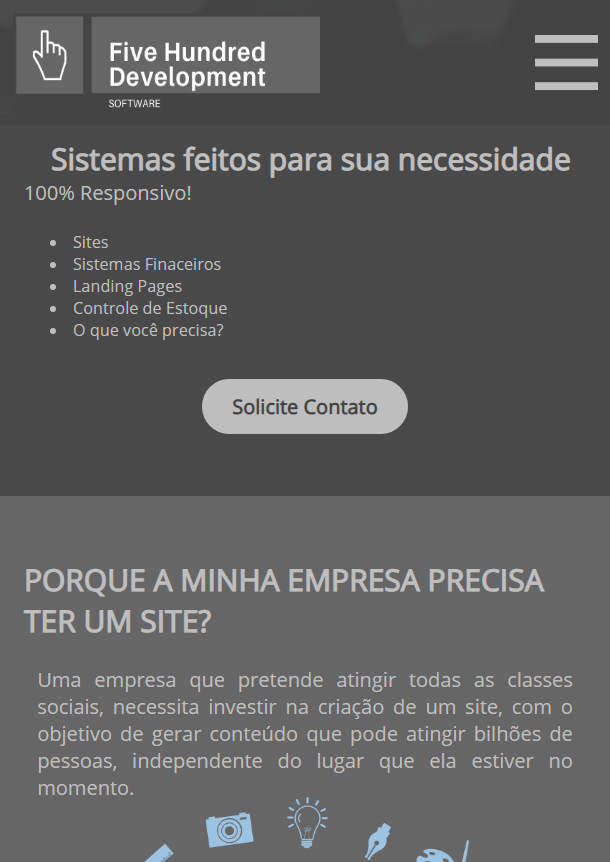 Five Hundred
Development
SOFTWARE
Sistemas feitos para sua necessidade
100% Responsivo!
Sites
Sistemas Finaceiros
Landing Pages
Controle de Estoque
O que você precisa?
Solicite Contato
PORQUE A MINHA EMPRESA PRECISA
TER UM SITE?
Uma empresa que pretende atingir todas as classes
sociais, necessita investir na criação de um site, com o
objetivo de gerar conteúdo que pode atingir bilhões de
pessoas, independente do lugar que ela estiver no
momento.